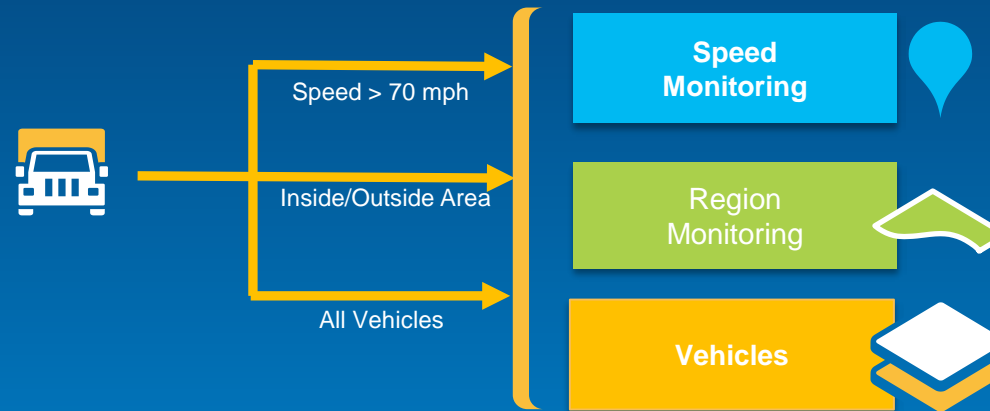 Speed > 70 mph
Speed
Monitoring
Inside/Outside Area
Region
Monitoring
All Vehicles
Vehicles